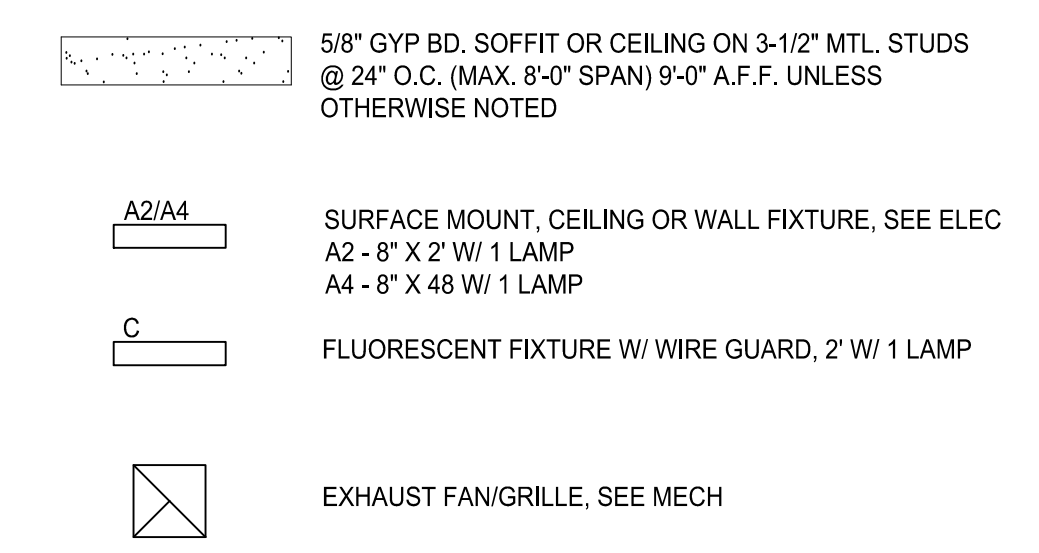 5/8" GYP BD. SOFFIT OR CEILING ON 3-1/2" MTL. STUDS
@ 24" O.C. (MAX. 8'-0" SPAN) 9'-0" A.F.F. UNLESS
OTHERWISE NOTED
A2/A4
SURFACE MOUNT, CEILING OR WALL FIXTURE, SEE ELEC
A2 - 8" X 2' W/ 1 LAMP
A4 - 8" X 48 W/ 1 LAMP
C
FLUORESCENT FIXTURE W/ WIRE GUARD, 2' W/ 1 LAMP
EXHAUST FAN/GRILLE, SEE MECH